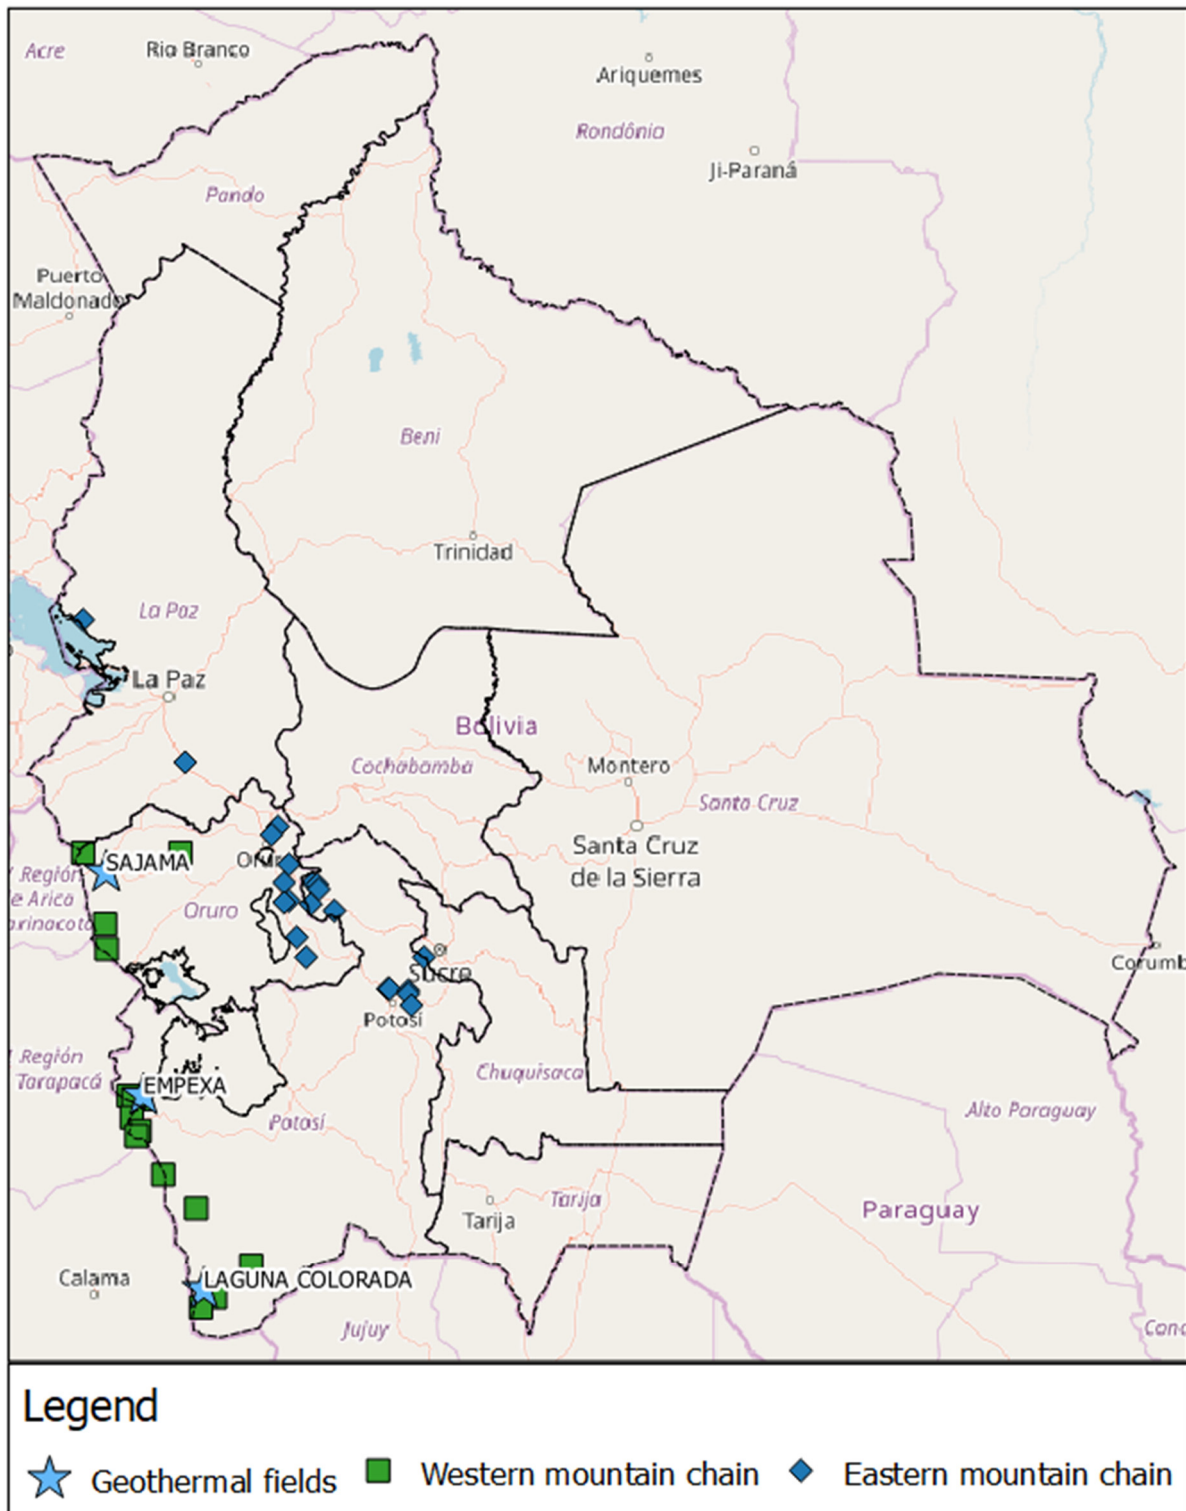 Acre
Rio Branco
Ariquemes
Rondônia
Ji-Paraná
Pando
Puerto
Maldonado
Beni
Trinidad
La Paz
La Paz
Bolivia
Cochabamba
Montero
Santa Cruz
Santa Cruz
de la Sierra
SAJAMA
Región
Oruro
Sucre
Corumb
Potosí
Región
Tarapacá
EMPEXA
Chuquisaca
Potosí
Alto Paraguay
Tarija
Tarija
Paraguay
Calama
LAGUNA COLORADA
Jujuy
Legend
Geothermal fields
Western mountain chain
Eastern mountain chain